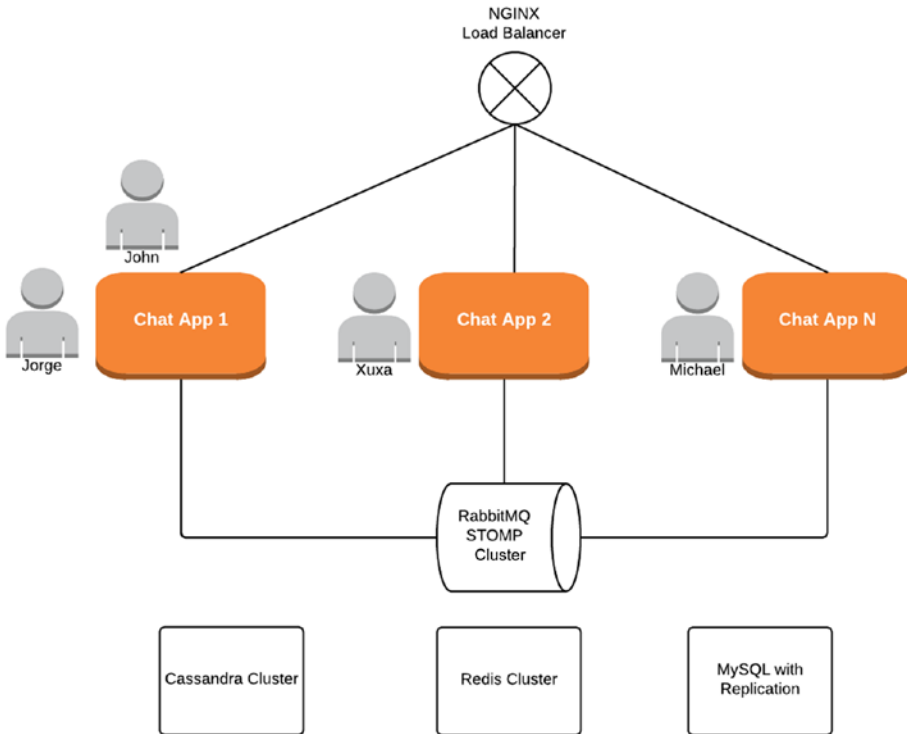 NGINX
Load Balancer
John
Jorge
Chat App 1
Xuxa
Chat App 2
Michael
Chat App N
RabbitMQ
STOMP
Cluster
Cassandra Cluster
Redis Cluster
MySQL with
Replication